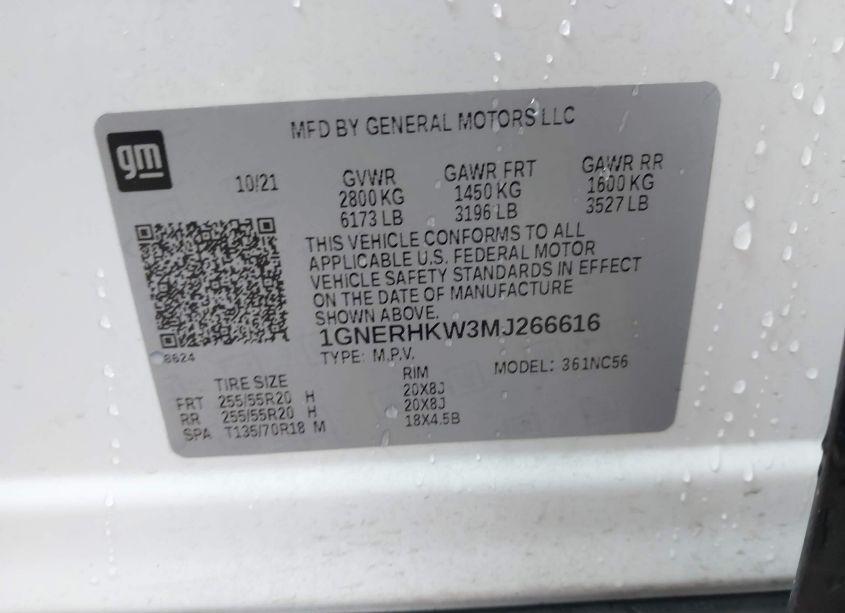 MFD BY GENERAL MOTORS LLC
gm
10/21
GVWR GAWR FRT GAWR RR
2800 KG 1450 KG 1600 KG
6173 LB 3196 LB 3527 LB
THIS VEHICLE CONFORMS TO ALL
APPLICABLE U.S. FEDERAL MOTOR
VEHICLE SAFETY STANDARDS IN EFFECT
ON THE DATE OF MANUFACTURE
SHOWN ABOVE.
1GNERHKW3MJ266616
8624
TYPE: M.P.V. MODEL: 361NC56
TIRE SIZE RIM
FRT 255/55R20 H 20X8J
RR 255/55R20 H 20X8J
SPA T135/70R18 M 18X4.5B